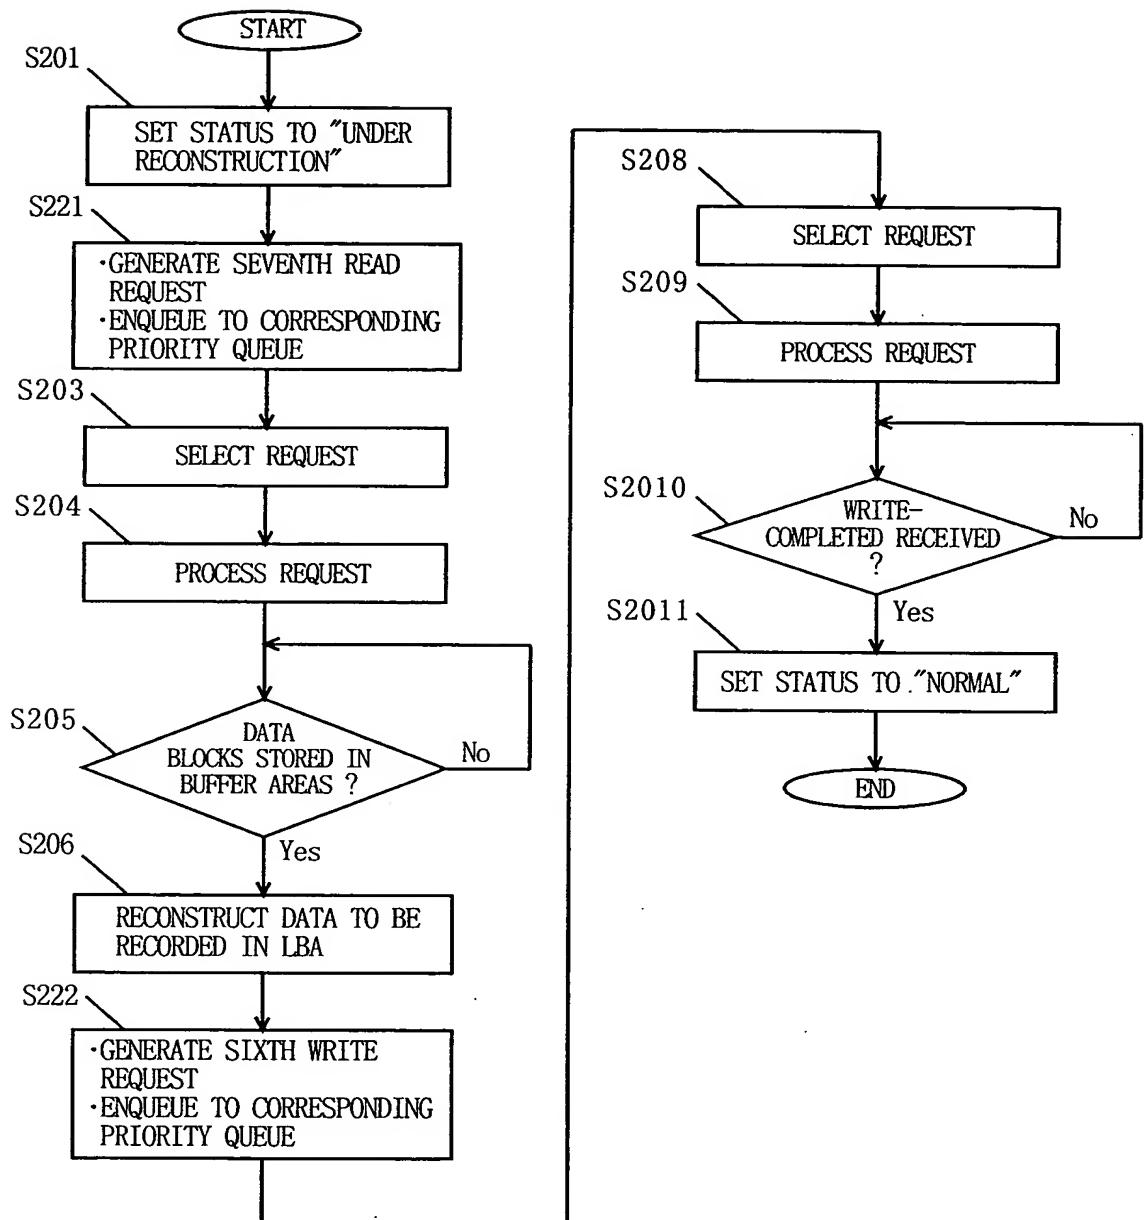 START
S201
SET STATUS TO "UNDER
RECONSTRUCTION"
S221
·GENERATE SEVENTH READ
REQUEST
·ENQUEUE TO CORRESPONDING
PRIORITY QUEUE
S203
SELECT REQUEST
S204
PROCESS REQUEST
S205
DATA
BLOCKS STORED IN
BUFFER AREAS ?
No
Yes
S206
RECONSTRUCT DATA TO BE
RECORDED IN LBA
S222
·GENERATE SIXTH WRITE
REQUEST
·ENQUEUE TO CORRESPONDING
PRIORITY QUEUE
S208
SELECT REQUEST
S209
PROCESS REQUEST
S2010
WRITE-
COMPLETED RECEIVED
?
No
Yes
S2011
SET STATUS TO ."NORMAL"
END